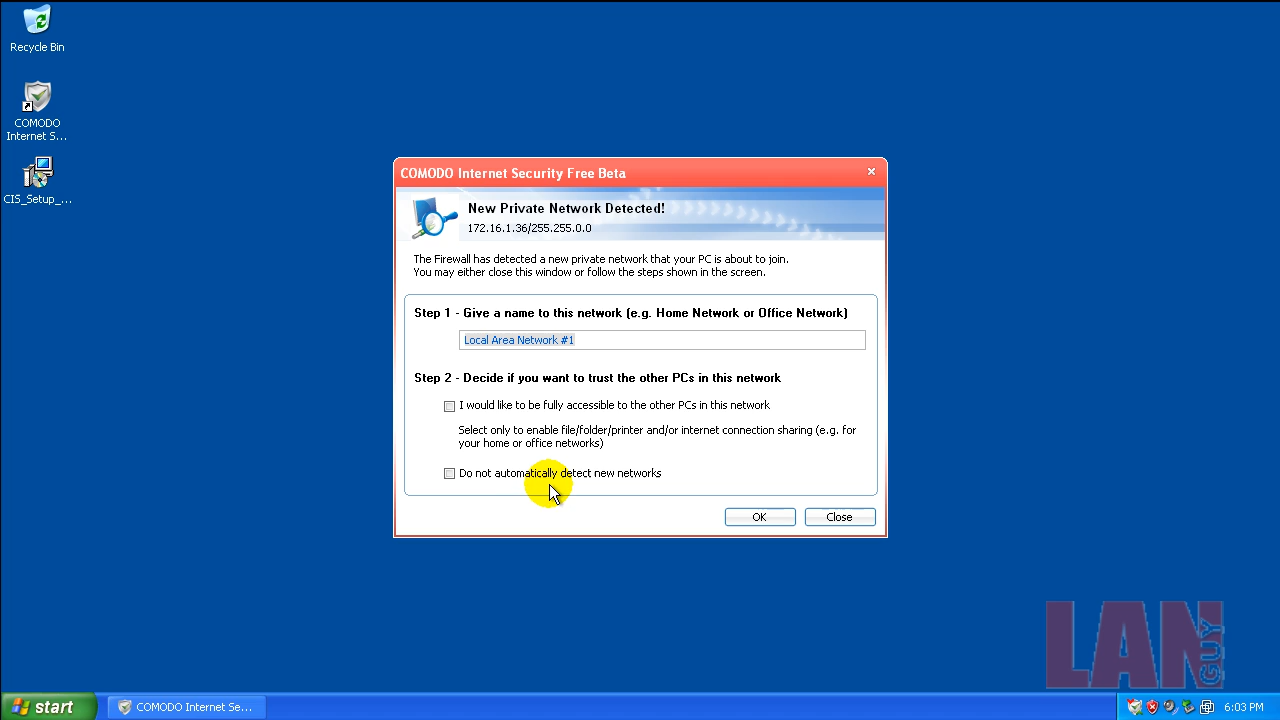 Recycle Bin
COMODO
Internet S...
CIS_Setup_...
COMODO Internet Security Free Beta
New Private Network Detected!
172.16.1.36/255.255.0.0
The Firewall has detected a new private network that your PC is about to join.
You may either close this window or follow the steps shown in the screen.
Step 1 - Give a name to this network (e.g. Home Network or Office Network)
Local Area Network #1
Step 2 - Decide if you want to trust the other PCs in this network
I would like to be fully accessible to the other PCs in this network
Select only to enable file/folder/printer and/or internet connection sharing (e.g. for
your home or office networks)
Do not automatically detect new networks
OK
Close
LAN
GUY
start
COMODO Internet Se...
6:03 PM